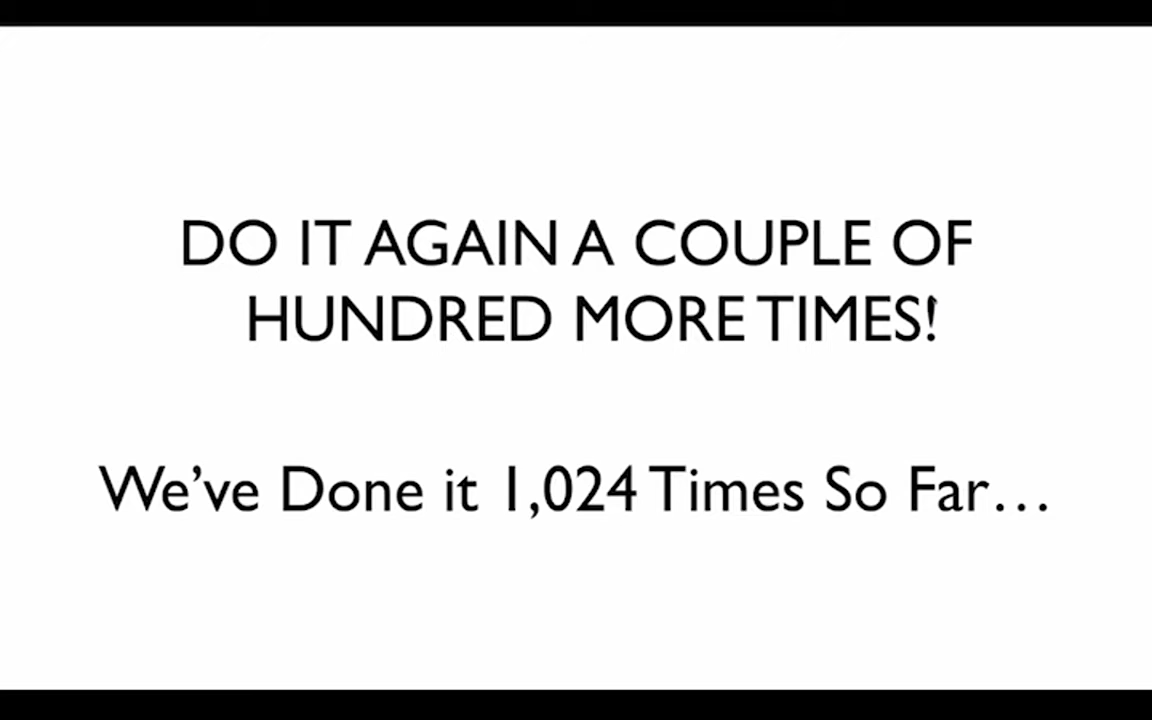 DO IT AGAIN A COUPLE OF
HUNDRED MORE TIMES!
We've Done it 1,024 Times So Far…